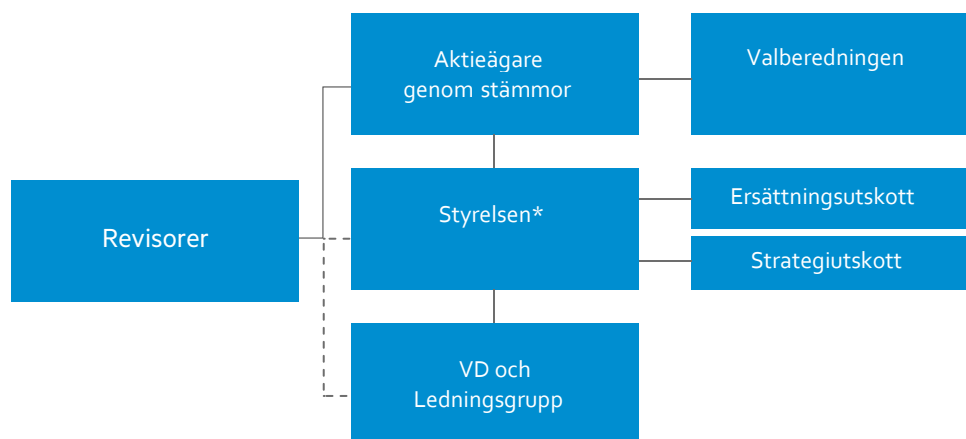 Aktieägare
genom stämmor
Valberedningen
Revisorer
Styrelsen*
Ersättningsutskott
Strategiutskott
VD och
Ledningsgrupp